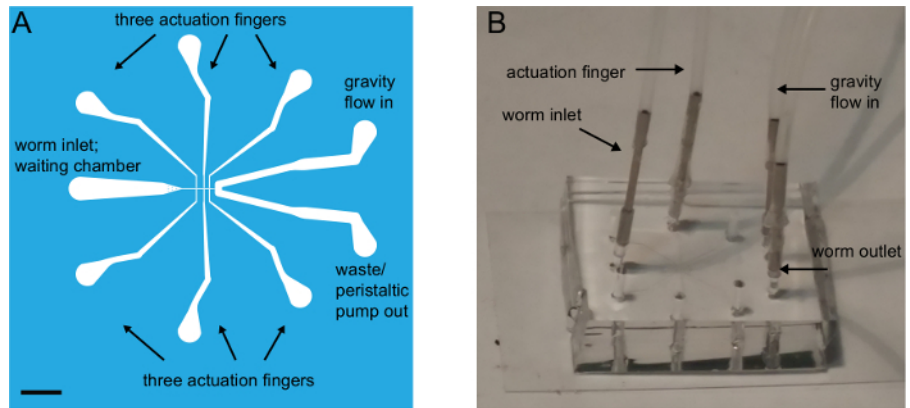 A
three actuation fingers
gravity
flow in
worm inlet;
waiting chamber
waste/
peristaltic
pump out
three actuation fingers
B
actuation finger
worm inlet
gravity
flow in
worm outlet